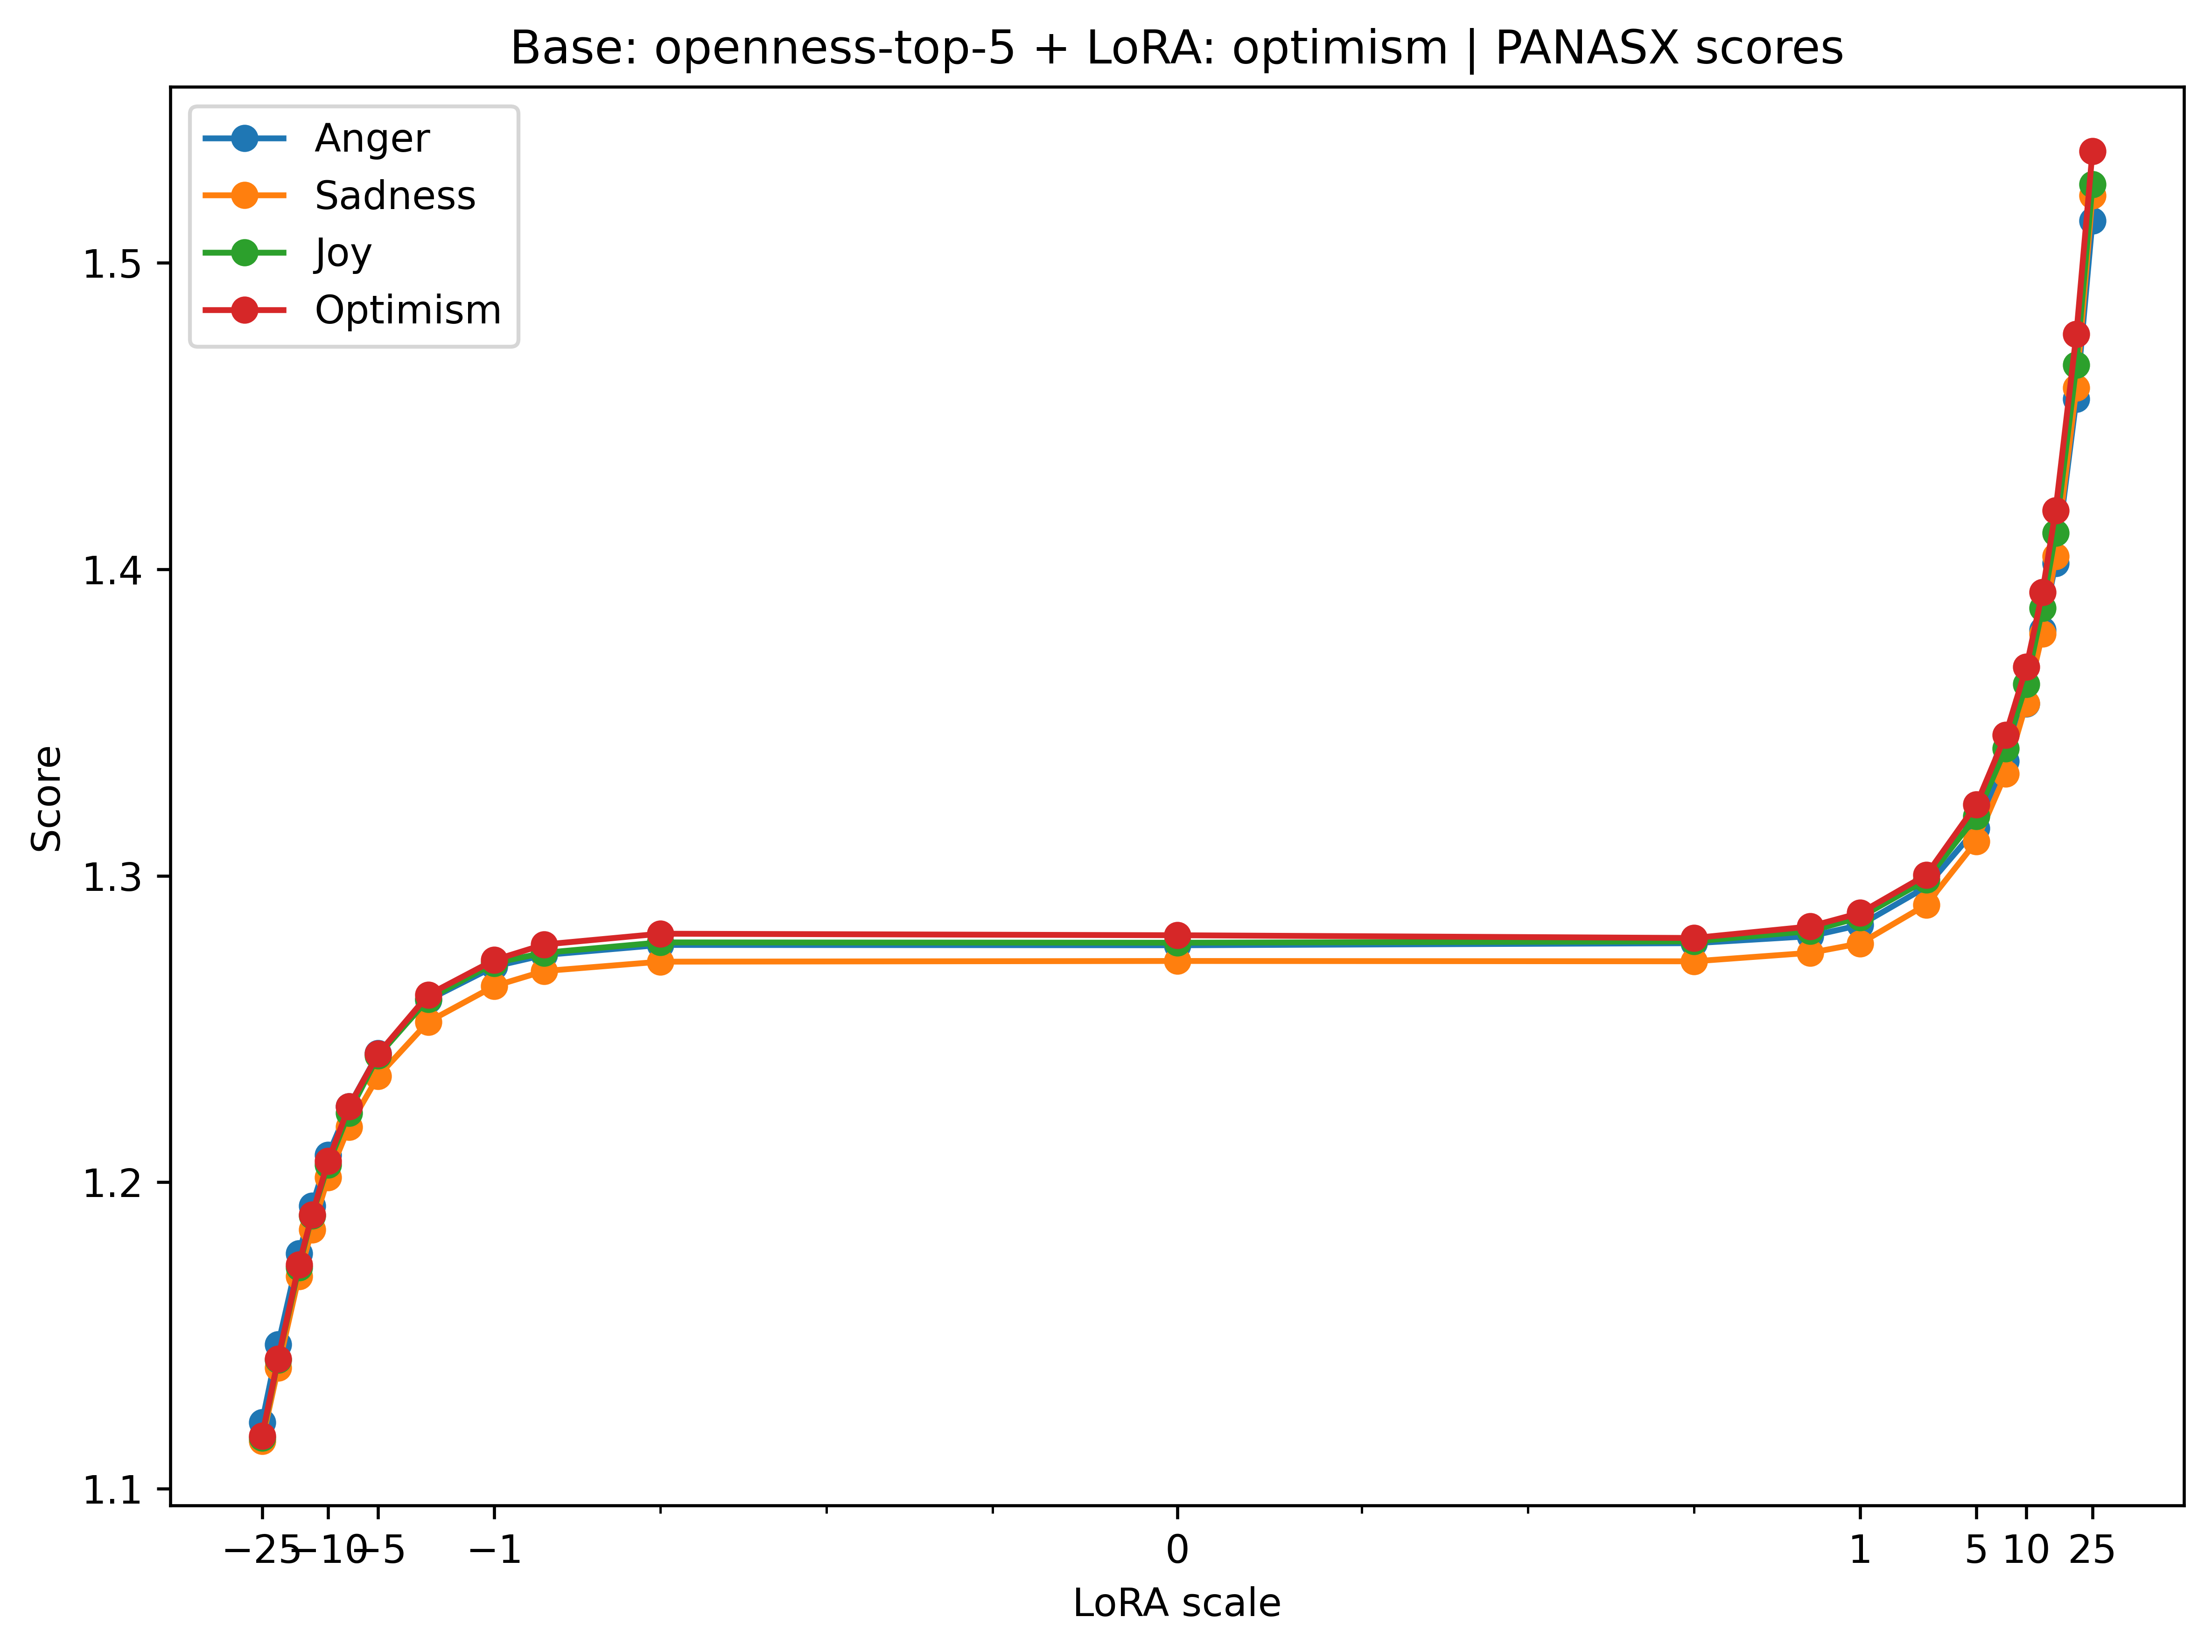 Base: openness-top-5 + LoRA: optimism | PANASX scores
Anger
Sadness
Joy
Optimism
Score
1.5
1.4
1.3
1.2
1.1
−25 −10 −5 −1 0 1 5 10 25
LoRA scale